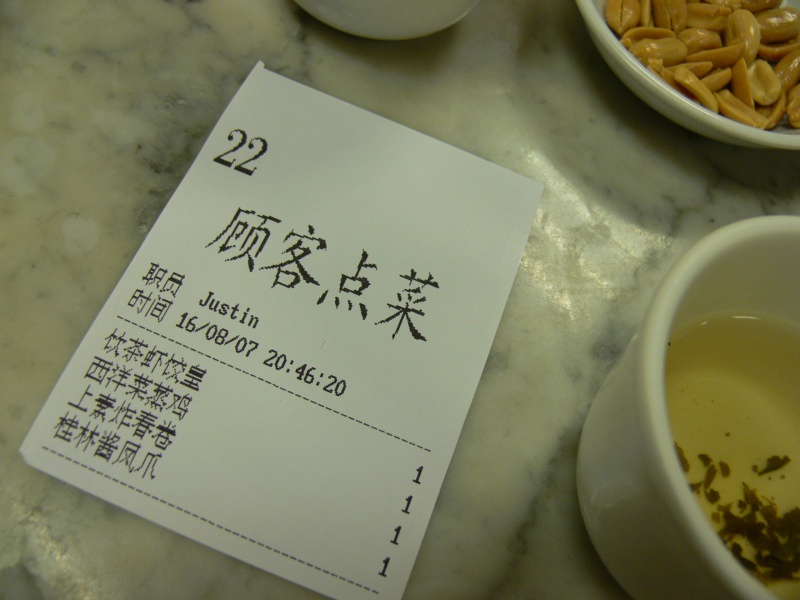 22
顾客点菜
职员 Justin
时间 16/08/07 20:46:20
饮茶虾饺皇 1
西洋菜蒸鸡 1
上素炸春卷 1
桂林酱凤爪 1